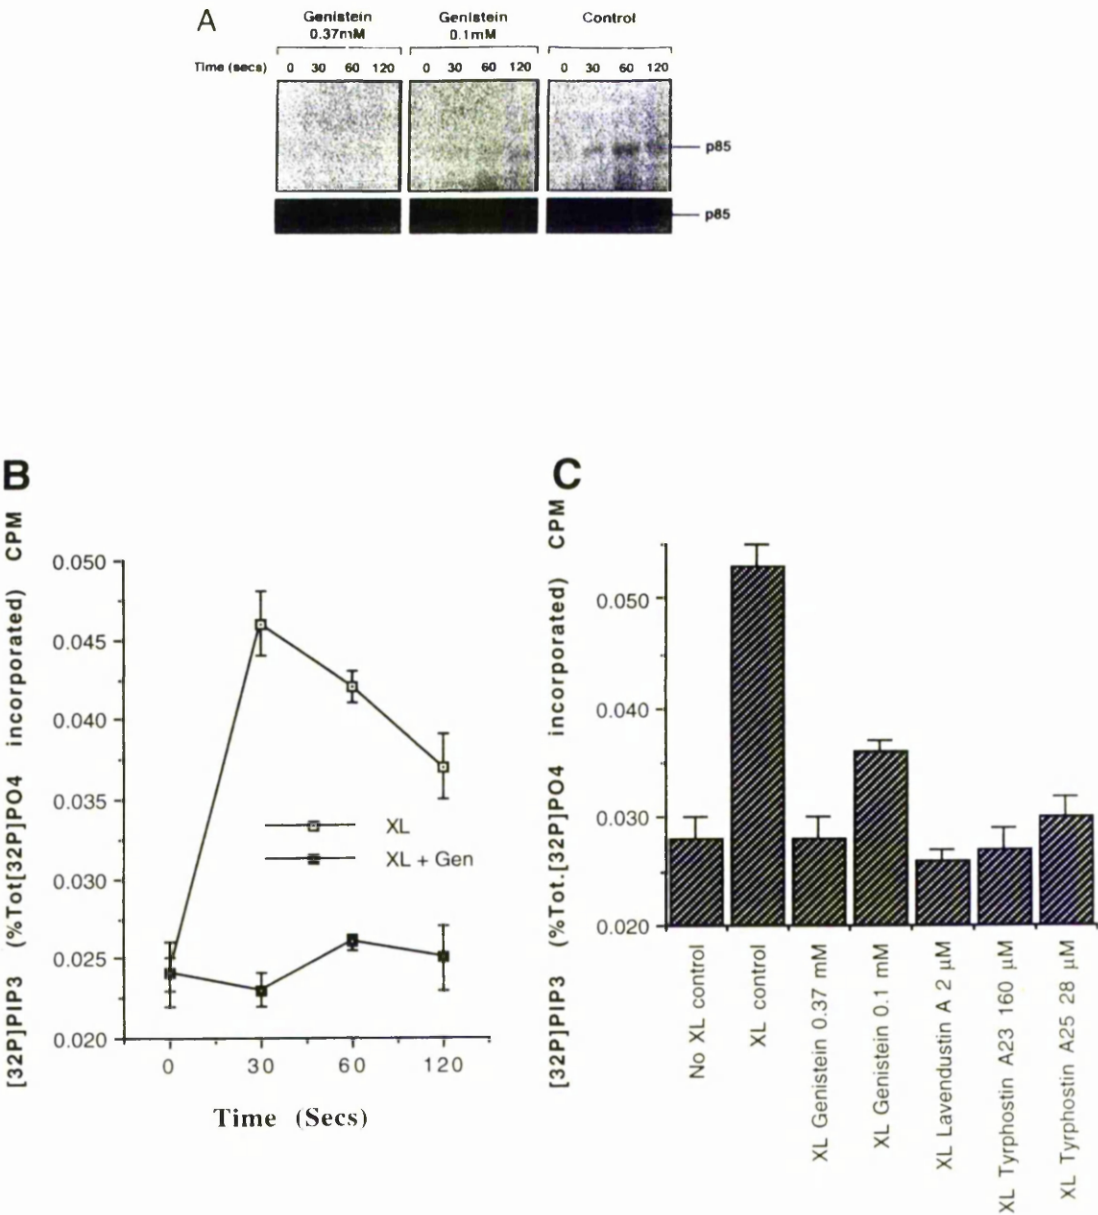 A
Genistein
0.37mM
Genistein
0.1mM
Control
Time (secs) 0 30 60 120 0 30 60 120 0 30 60 120
p85
p85
B
[32P]PIP3 (%Tot[32P]PO4 incorporated) CPM
0.050
0.045
0.040
0.035
0.030
0.025
0.020
XL
XL + Gen
0 30 60 120
Time (Secs)
C
[32P]PIP3 (%Tot.[32P]PO4 incorporated) CPM
0.050
0.040
0.030
0.020
No XL control
XL control
XL Genistein 0.37 mM
XL Genistein 0.1 mM
XL Lavendustin A 2 µM
XL Tyrphostin A23 160 µM
XL Tyrphostin A25 28 µM